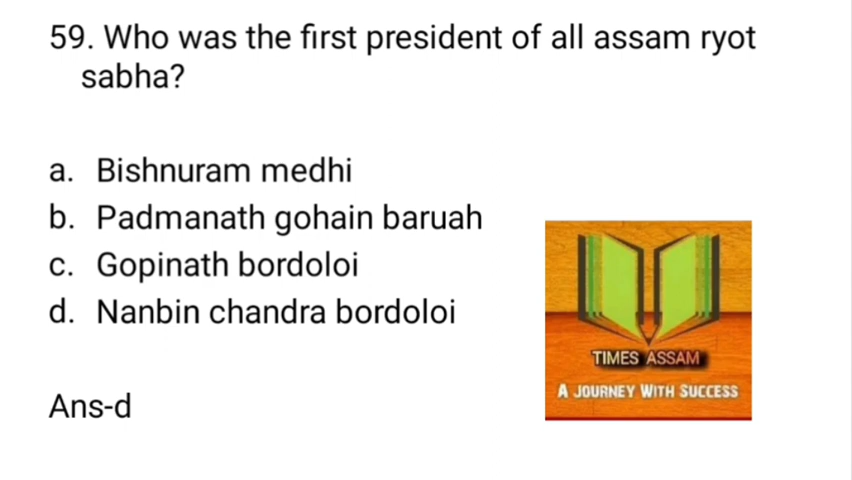 59. Who was the first president of all assam ryot
sabha?
a. Bishnuram medhi
b. Padmanath gohain baruah
c. Gopinath bordoloi
d. Nanbin chandra bordoloi
TIMES ASSAM
A JOURNEY WITH SUCCESS
Ans-d